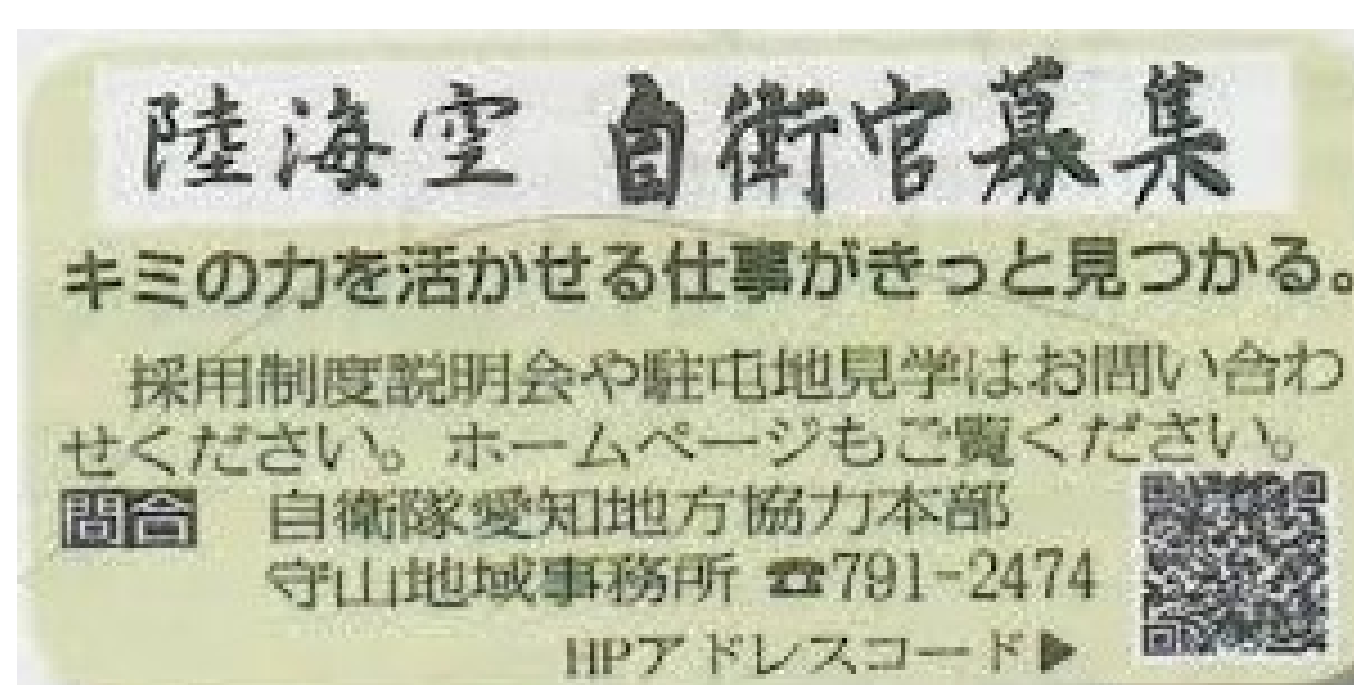 陸海空 自衛官募集
キミの力を活かせる仕事がきっと見つかる。
採用制度説明会や駐屯地見学はお問い合わ
せください。ホームページもご覧ください。
問合 自衛隊愛知地方協力本部
守山地域事務所 ☎791-2474
HPアドレスコード▶